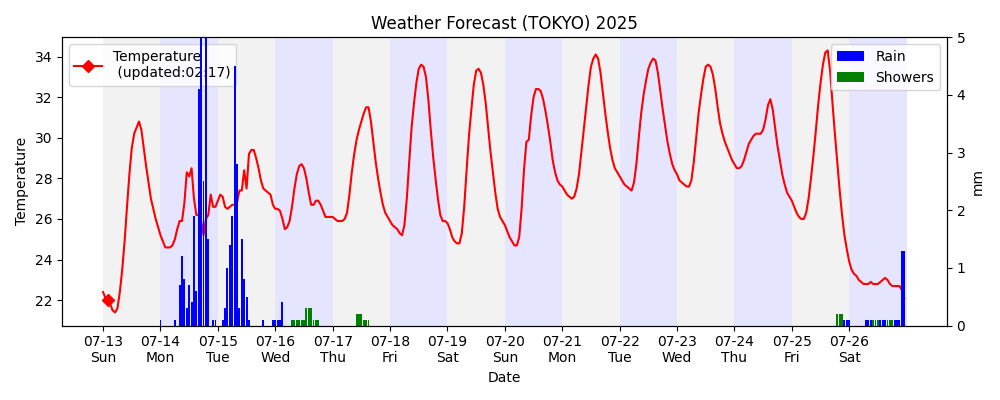 Weather Forecast (TOKYO) 2025
Temperature
(updated:02:17)
Rain
Showers
Temperature
34
32
30
28
26
24
22
5
4
3
2
1
0
mm
07-13 07-14 07-15 07-16 07-17 07-18 07-19 07-20 07-21 07-22 07-23 07-24 07-25 07-26
Sun Mon Tue Wed Thu Fri Sat Sun Mon Tue Wed Thu Fri Sat
Date